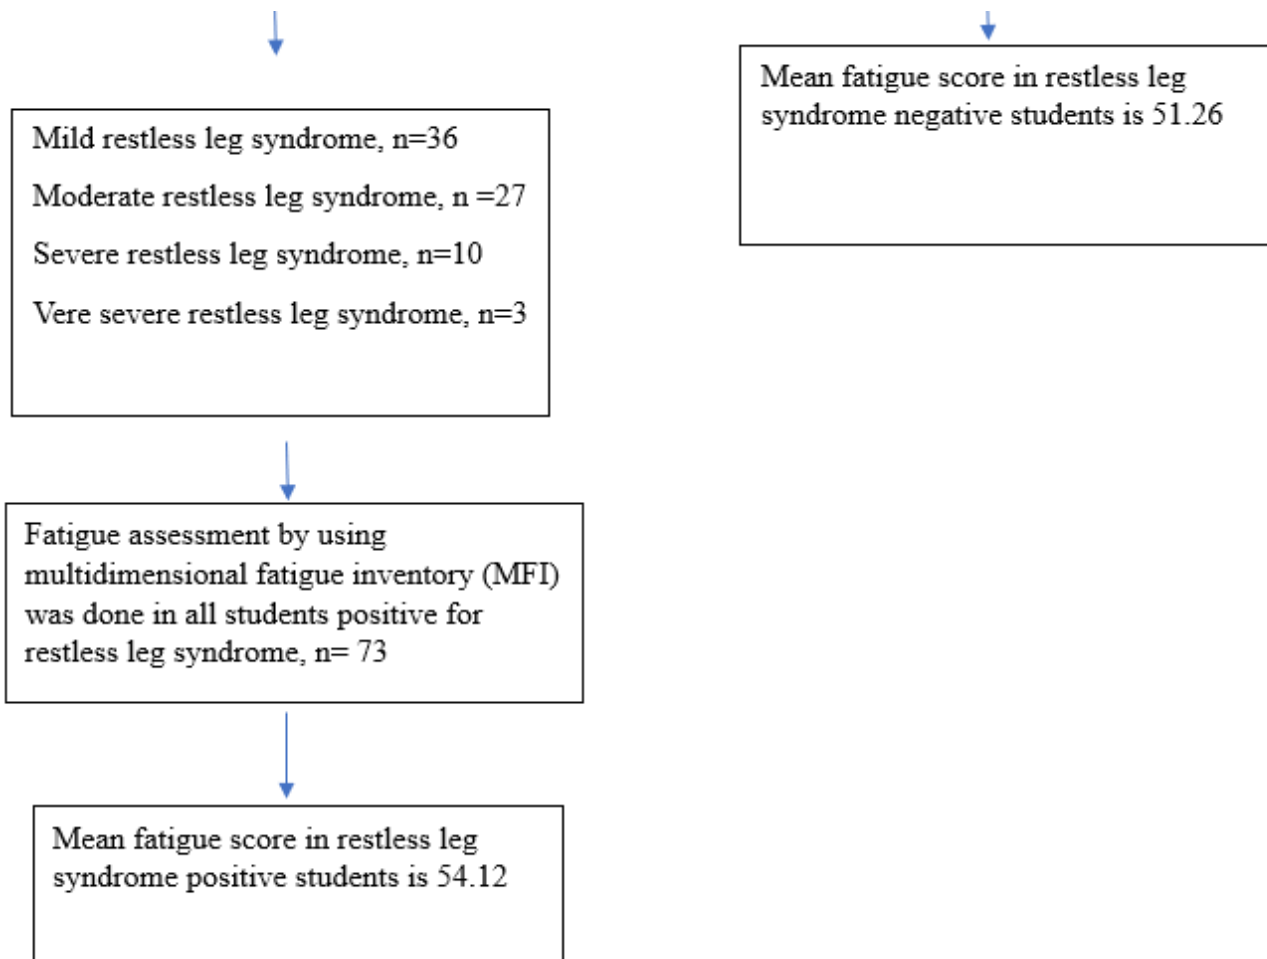 Mild restless leg syndrome, n=36
Moderate restless leg syndrome, n =27
Severe restless leg syndrome, n=10
Vere severe restless leg syndrome, n=3
Fatigue assessment by using
multidimensional fatigue inventory (MFI)
was done in all students positive for
restless leg syndrome, n= 73
Mean fatigue score in restless leg
syndrome positive students is 54.12
Mean fatigue score in restless leg
syndrome negative students is 51.26